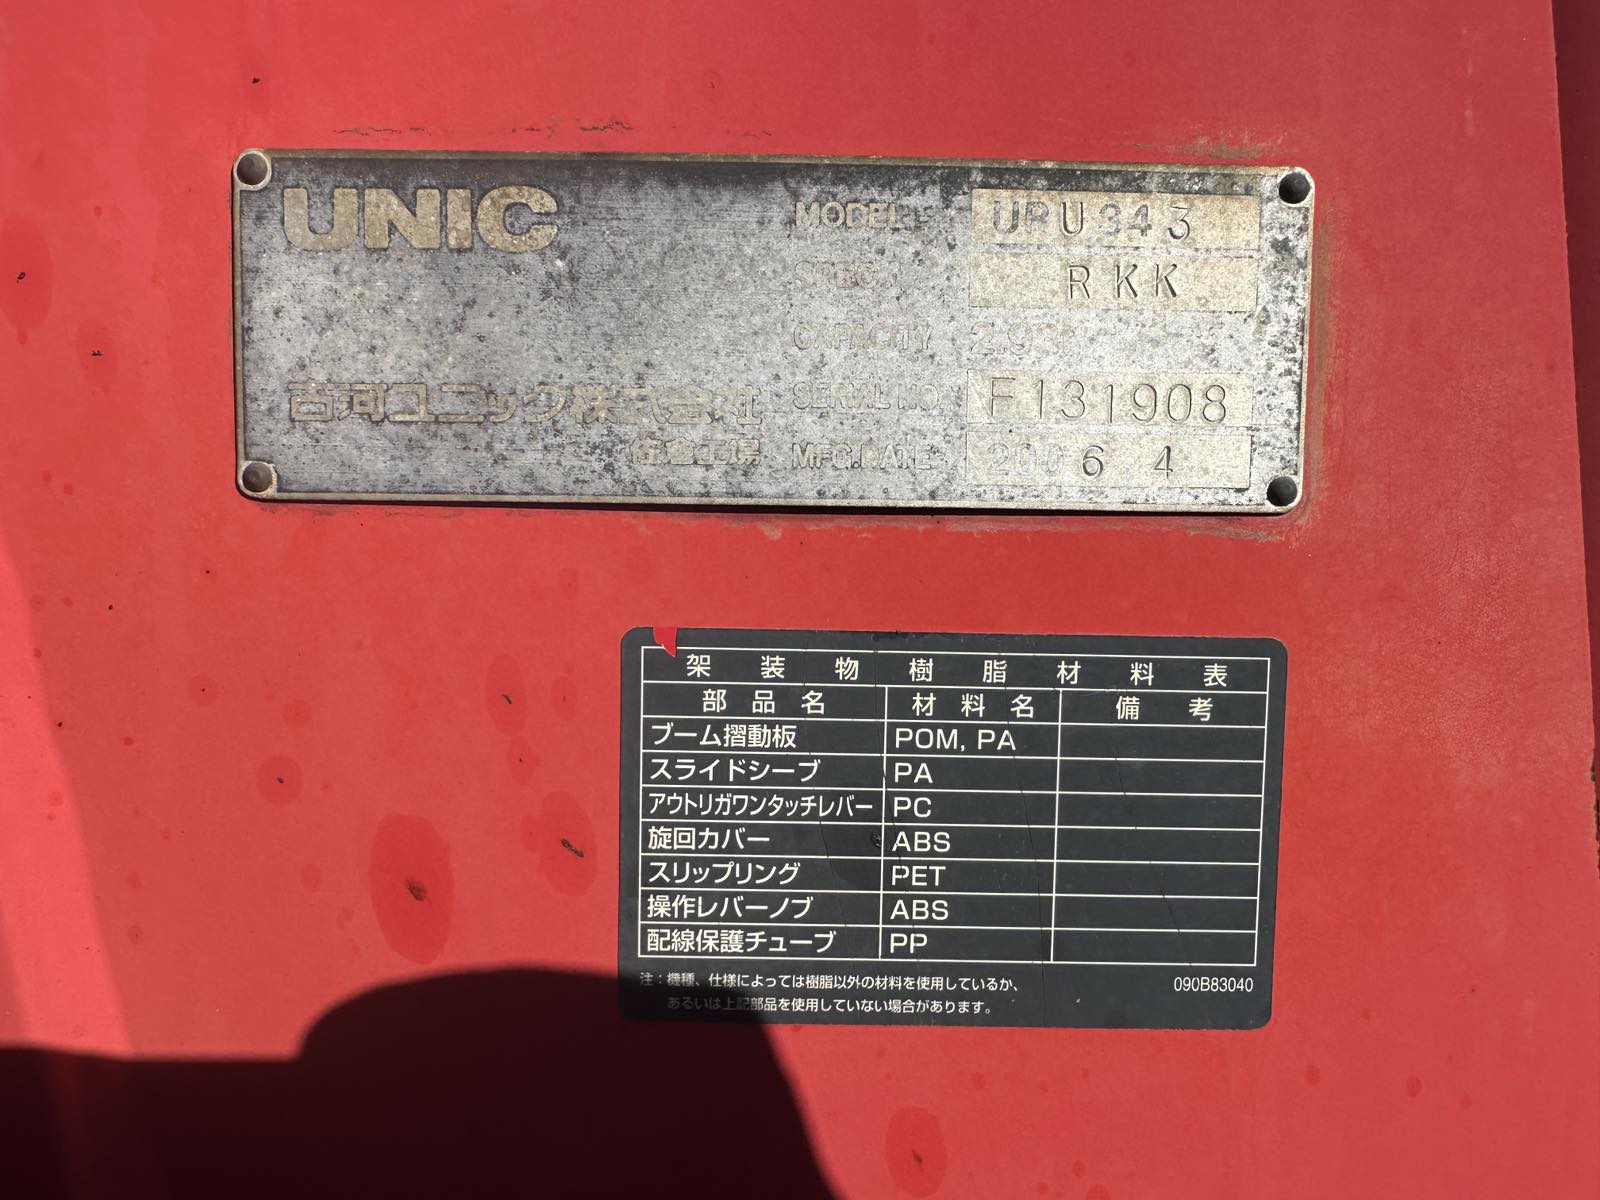 UNIC
MODEL URU343
SPEC. RKK
CAPACITY 2.93t
SERIAL NO. F131908
MFG.DATE 2006 4
古河ユニック株式会社
佐倉工場
架装物樹脂材料表
部品名 材料名 備考
ブーム摺動板 POM, PA
スライドシーブ PA
アウトリガワンタッチレバー PC
旋回カバー ABS
スリップリング PET
操作レバーノブ ABS
配線保護チューブ PP
注：機種、仕様によっては樹脂以外の材料を使用しているか、
あるいは上記部品を使用していない場合があります。
090B83040